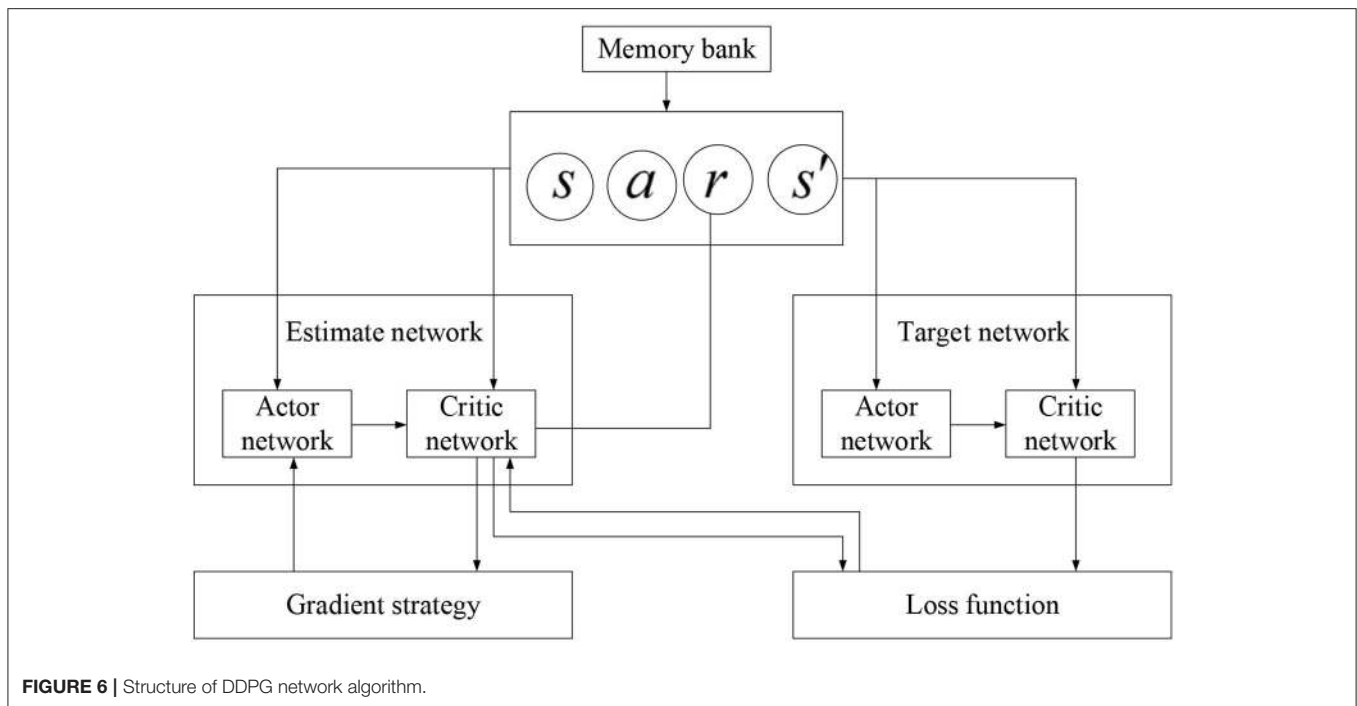 Memory bank
s a r s'
Estimate network
Target network
Actor
network
Critic
network
Actor
network
Critic
network
Gradient strategy
Loss function
FIGURE 6 | Structure of DDPG network algorithm.